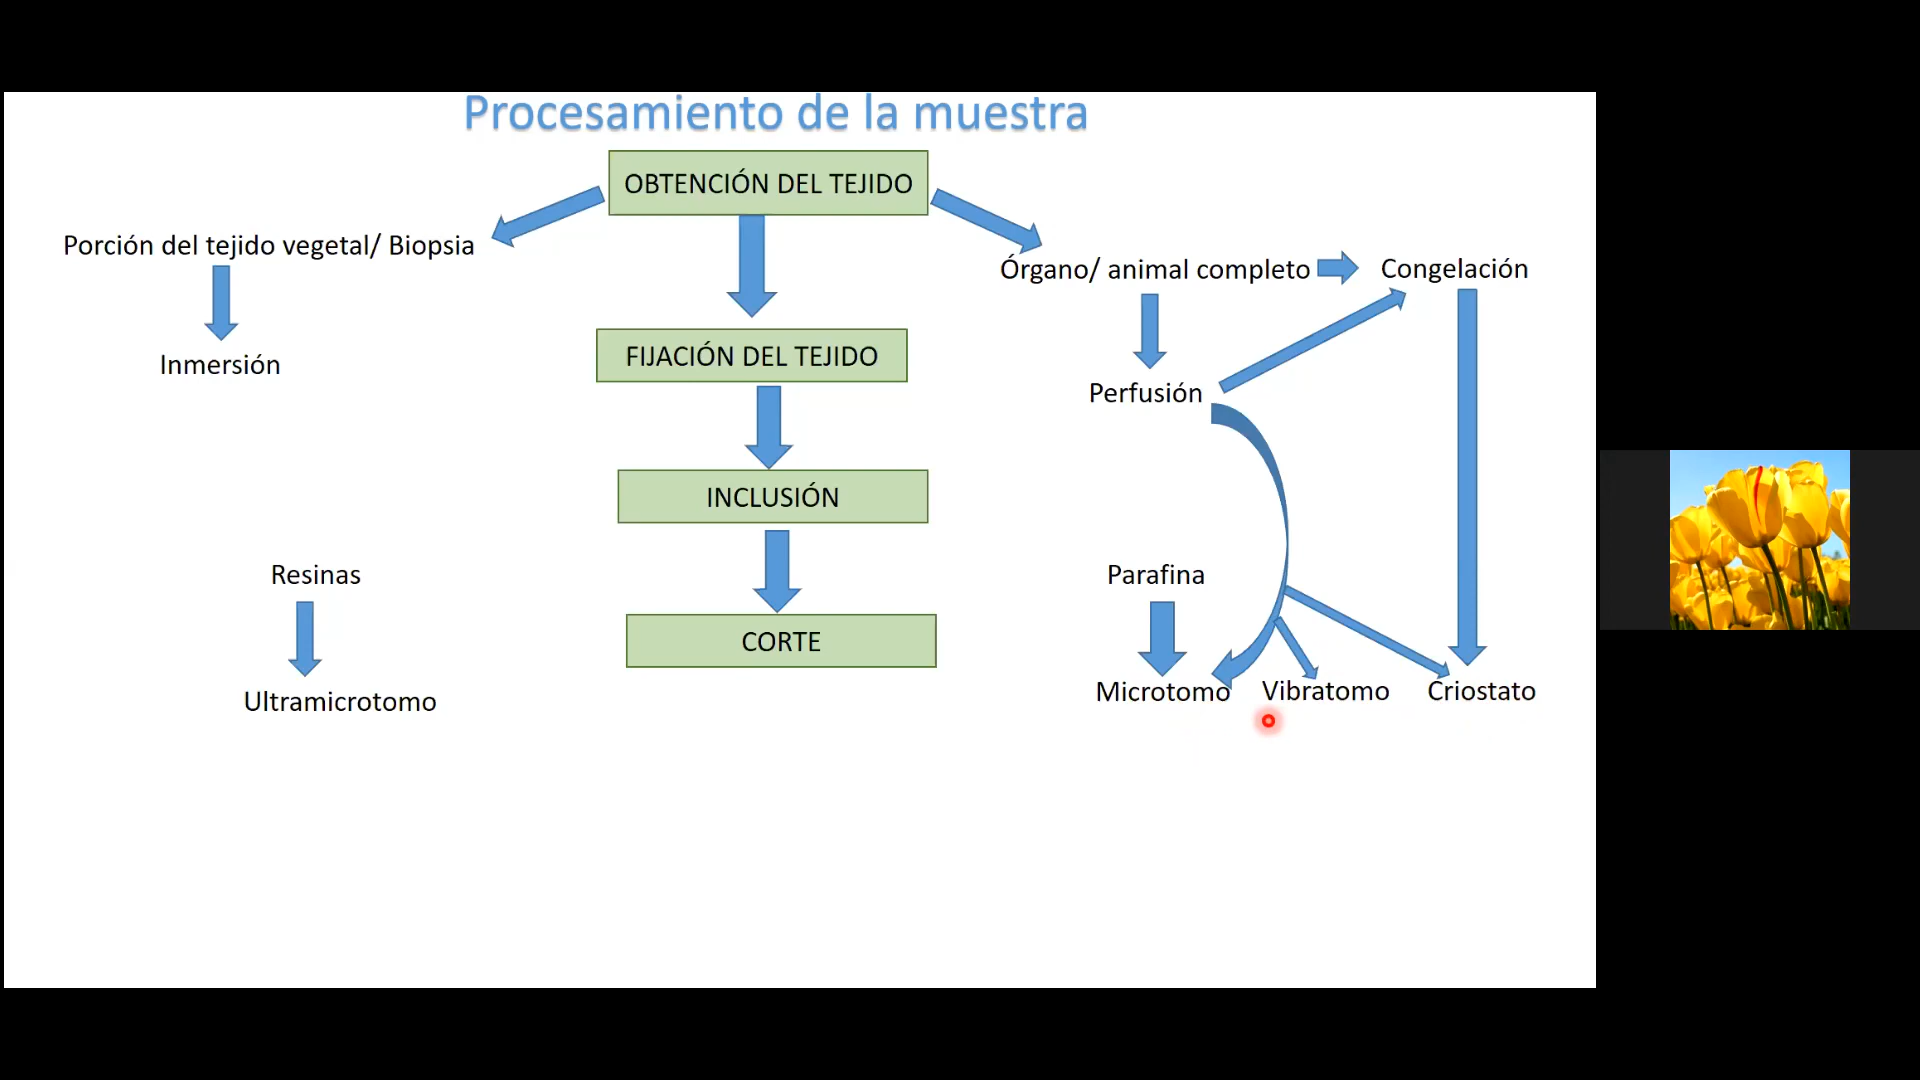 Procesamiento de la muestra
OBTENCIÓN DEL TEJIDO
Porción del tejido vegetal/ Biopsia
Órgano/ animal completo
Congelación
Inmersión
FIJACIÓN DEL TEJIDO
Perfusión
INCLUSIÓN
Resinas
Parafina
CORTE
Ultramicrotomo
Microtomo
Vibratomo
Criostato